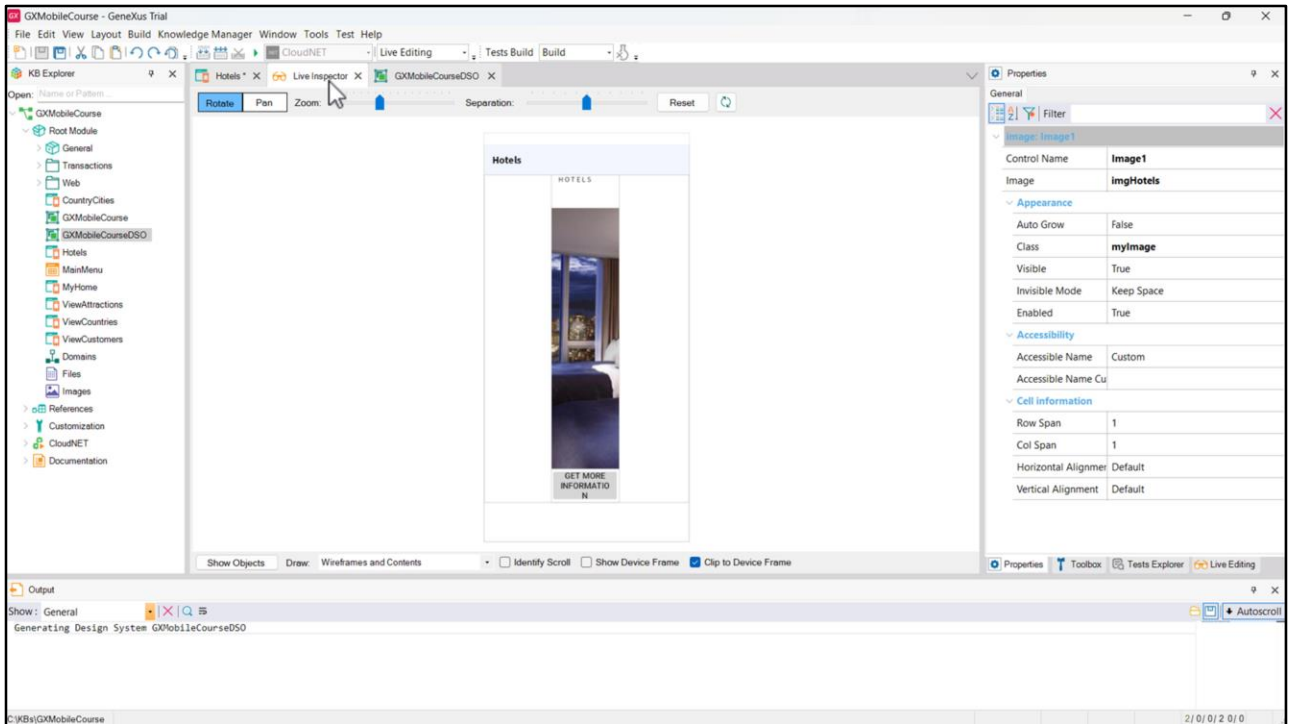 GX GXMobileCourse - GeneXus Trial
File Edit View Layout Build Knowledge Manager Window Tools Test Help
CloudNET Live Editing Tests Build Build
KB Explorer
Hotels * Live Inspector GXMobileCourseDSO
Properties
Open: Name or Pattern...
Rotate Pan Zoom: Separation: Reset
General
Filter
GXMobileCourse
Root Module
General
Transactions
Web
CountryCities
GXMobileCourse
GXMobileCourseDSO
Hotels
MainMenu
MyHome
ViewAttractions
ViewCountries
ViewCustomers
Domains
Files
Images
References
Customization
CloudNET
Documentation
Hotels
HOTELS
GET MORE
INFORMATIO
N
Image: Image1
Control Name Image1
Image imgHotels
Appearance
Auto Grow False
Class myImage
Visible True
Invisible Mode Keep Space
Enabled True
Accessibility
Accessible Name Custom
Accessible Name Cu
Cell information
Row Span 1
Col Span 1
Horizontal Alignmer Default
Vertical Alignment Default
Show Objects Draw: Wireframes and Contents Identify Scroll Show Device Frame Clip to Device Frame
Properties Toolbox Tests Explorer Live Editing
Output
Show: General
Autoscroll
Generating Design System GXMobileCourseDSO
C:\KBs\GXMobileCourse
2/0/0/2 0/0